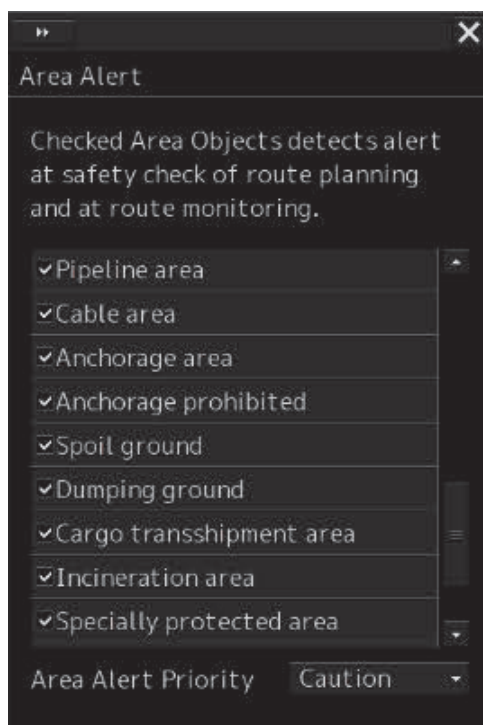 Area Alert
Checked Area Objects detects alert
at safety check of route planning
and at route monitoring.
Pipeline area
Cable area
Anchorage area
Anchorage prohibited
Spoil ground
Dumping ground
Cargo transshipment area
Incineration area
Specially protected area
Area Alert Priority Caution